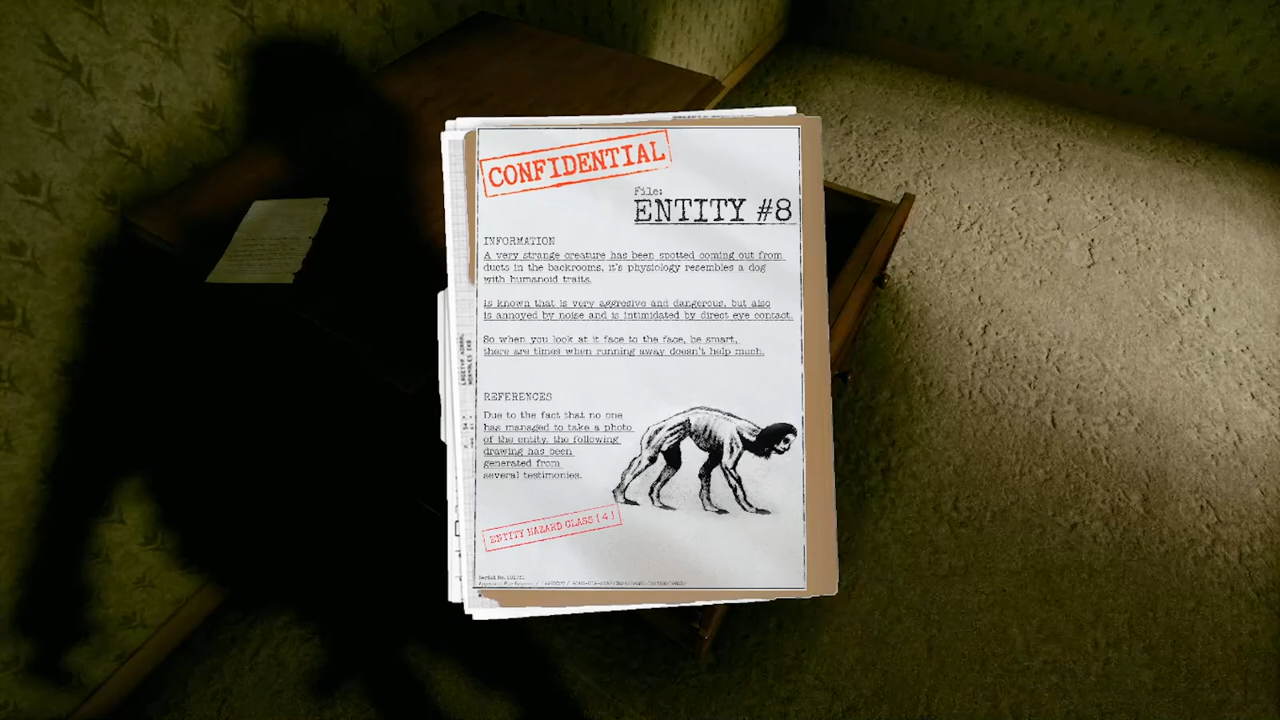 CONFIDENTIAL
File:
ENTITY #8
INFORMATION
A very strange creature has been spotted coming out from
ducts in the backrooms, it's physiology resembles a dog
with humanoid traits.
Is known that is very aggresive and dangerous, but also
is annoyed by noise and is intimidated by direct eye contact.
So when you look at it face to the face, be smart,
there are times when running away doesn't help much.
REFERENCES
Due to the fact that no one
has managed to take a photo
of the entity, the following
drawing has been
generated from
several testimonies.
ENTITY HAZARD CLASS [4]
Serial No.